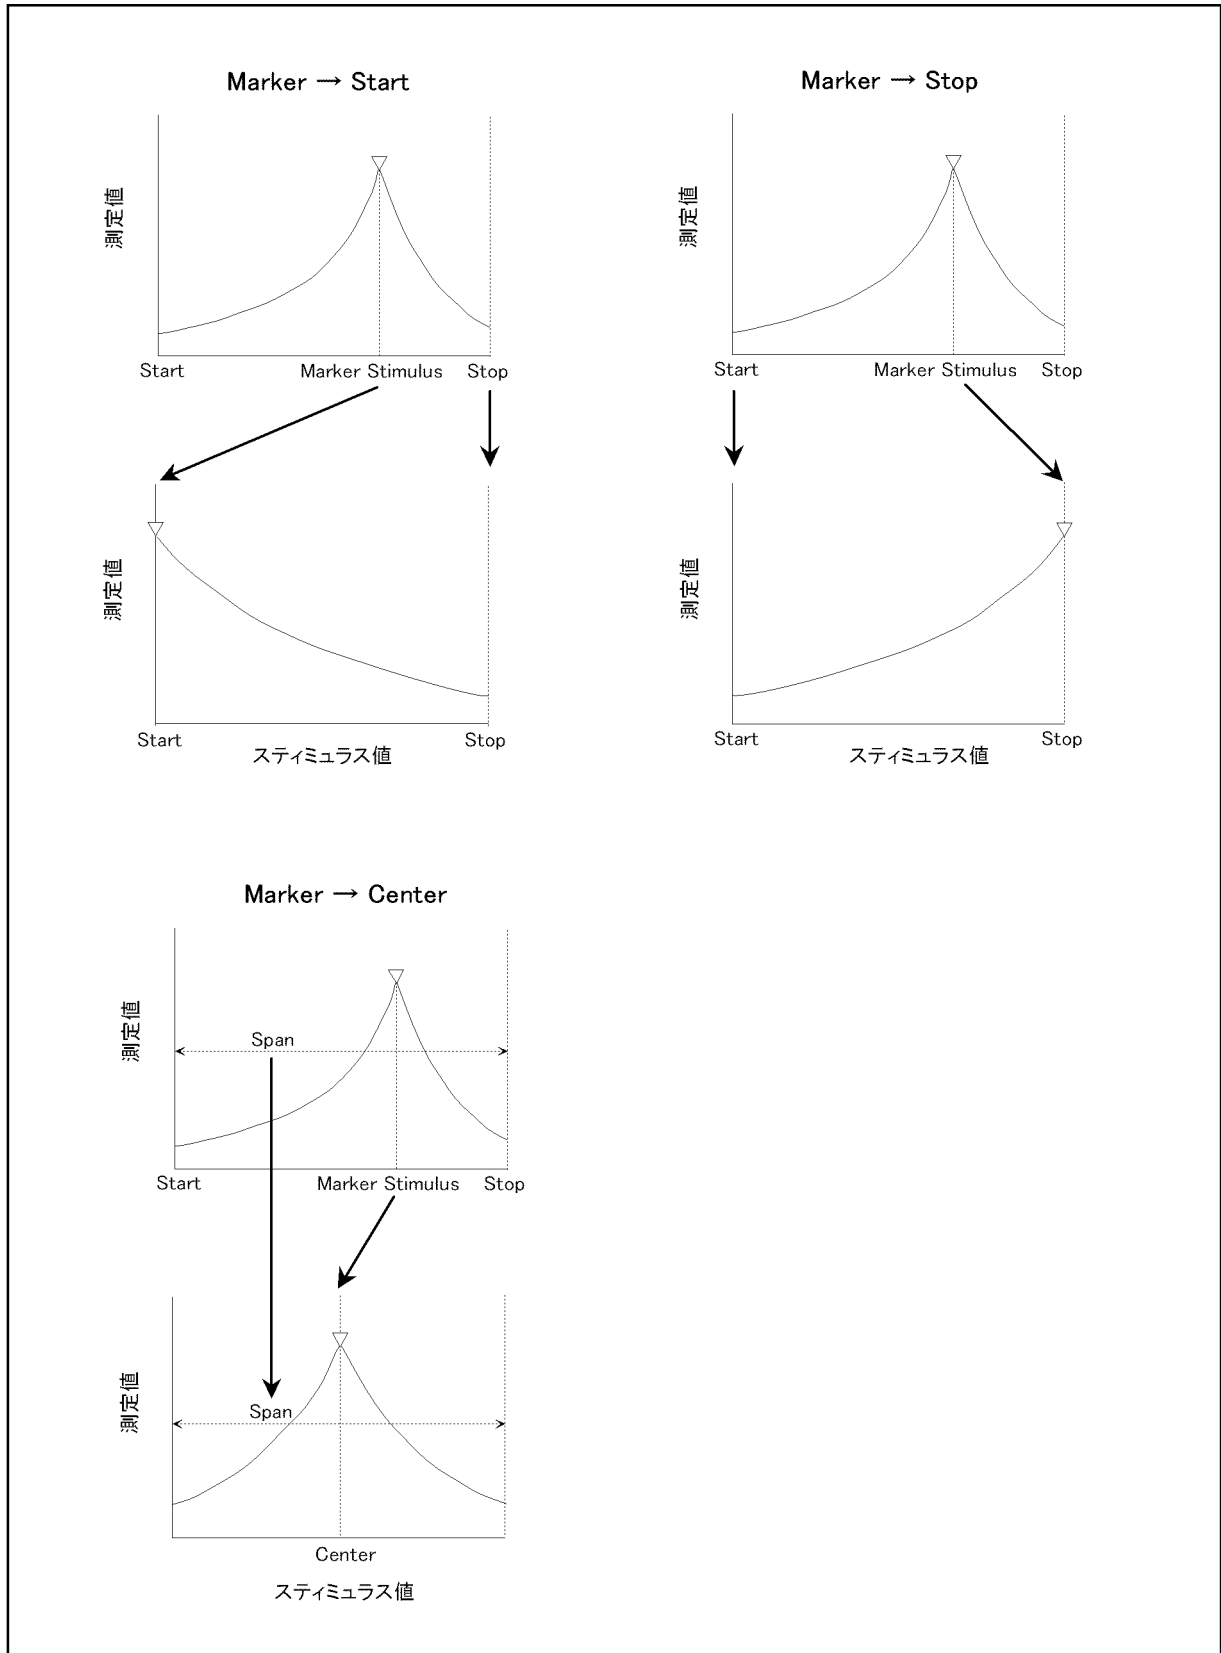 Marker → Start
測定値
Start Marker Stimulus Stop
測定値
Start Stop
スティミュラス値
Marker → Stop
測定値
Start Marker Stimulus Stop
測定値
Start Stop
スティミュラス値
Marker → Center
測定値
Span
Start Marker Stimulus Stop
測定値
Span
Center
スティミュラス値